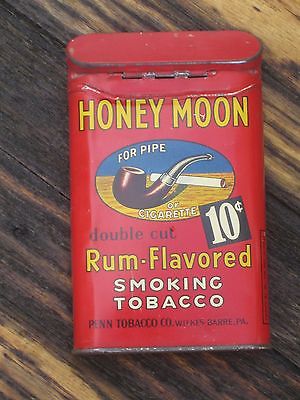 HONEY MOON
FOR PIPE
OR
CIGARETTE
10¢
double cut
Rum-Flavored
SMOKING
TOBACCO
PENN TOBACCO CO. WILKES-BARRE, PA.